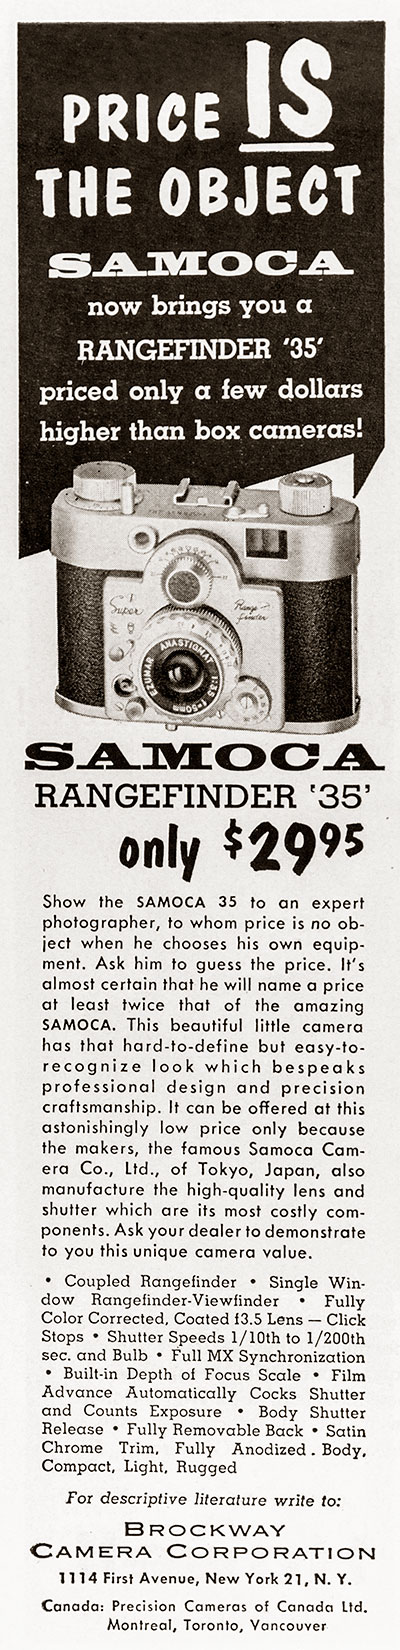 PRICE IS
THE OBJECT
SAMOCA
now brings you a
RANGEFINDER '35'
priced only a few dollars
higher than box cameras!
Super
Range
finder
EZUMAR ANASTIGMAT 1:3.5 F=50mm
SAMOCA
RANGEFINDER '35'
only $29 95
Show the SAMOCA 35 to an expert
photographer, to whom price is no ob-
ject when he chooses his own equip-
ment. Ask him to guess the price. It's
almost certain that he will name a price
at least twice that of the amazing
SAMOCA. This beautiful little camera
has that hard-to-define but easy-to-
recognize look which bespeaks
professional design and precision
craftsmanship. It can be offered at this
astonishingly low price only because
the makers, the famous Samoca Cam-
era Co., Ltd., of Tokyo, Japan, also
manufacture the high-quality lens and
shutter which are its most costly com-
ponents. Ask your dealer to demonstrate
to you this unique camera value.
• Coupled Rangefinder • Single Win-
dow Rangefinder-Viewfinder • Fully
Color Corrected, Coated f3.5 Lens — Click
Stops • Shutter Speeds 1/10th to 1/200th
sec. and Bulb • Full MX Synchronization
• Built-in Depth of Focus Scale • Film
Advance Automatically Cocks Shutter
and Counts Exposure • Body Shutter
Release • Fully Removable Back • Satin
Chrome Trim, Fully Anodized. Body,
Compact, Light, Rugged
For descriptive literature write to:
BROCKWAY
CAMERA CORPORATION
1114 First Avenue, New York 21, N. Y.
Canada: Precision Cameras of Canada Ltd.
Montreal, Toronto, Vancouver